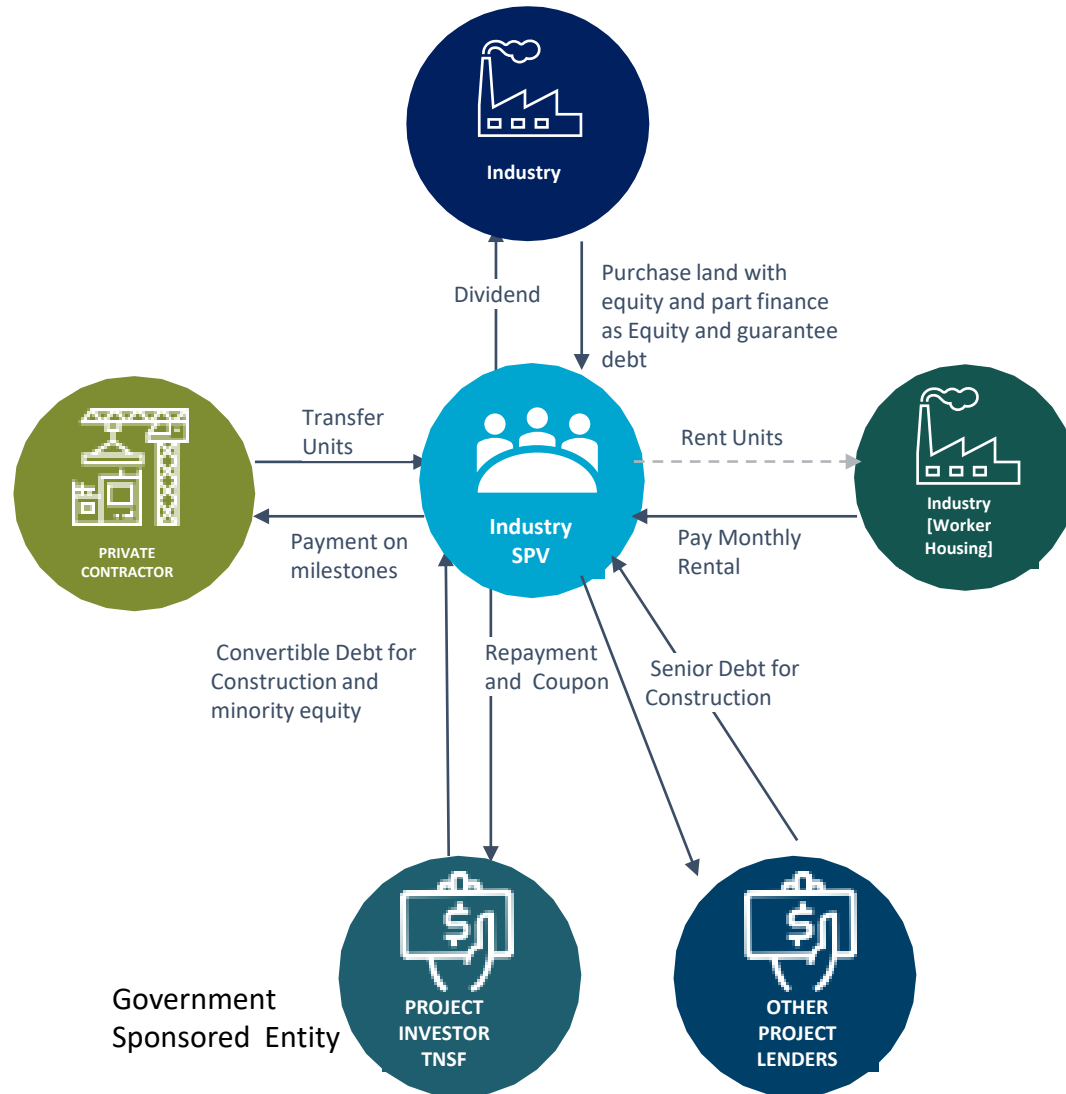 Industry
Dividend
Purchase land with
equity and part finance
as Equity and guarantee
debt
Transfer
Units
Rent Units
Industry
SPV
Industry
[Worker
Housing]
PRIVATE
CONTRACTOR
Payment on
milestones
Pay Monthly
Rental
Convertible Debt for
Construction and
minority equity
Repayment
and Coupon
Senior Debt for
Construction
Government
Sponsored Entity
PROJECT
INVESTOR
TNSF
OTHER
PROJECT
LENDERS
$
$